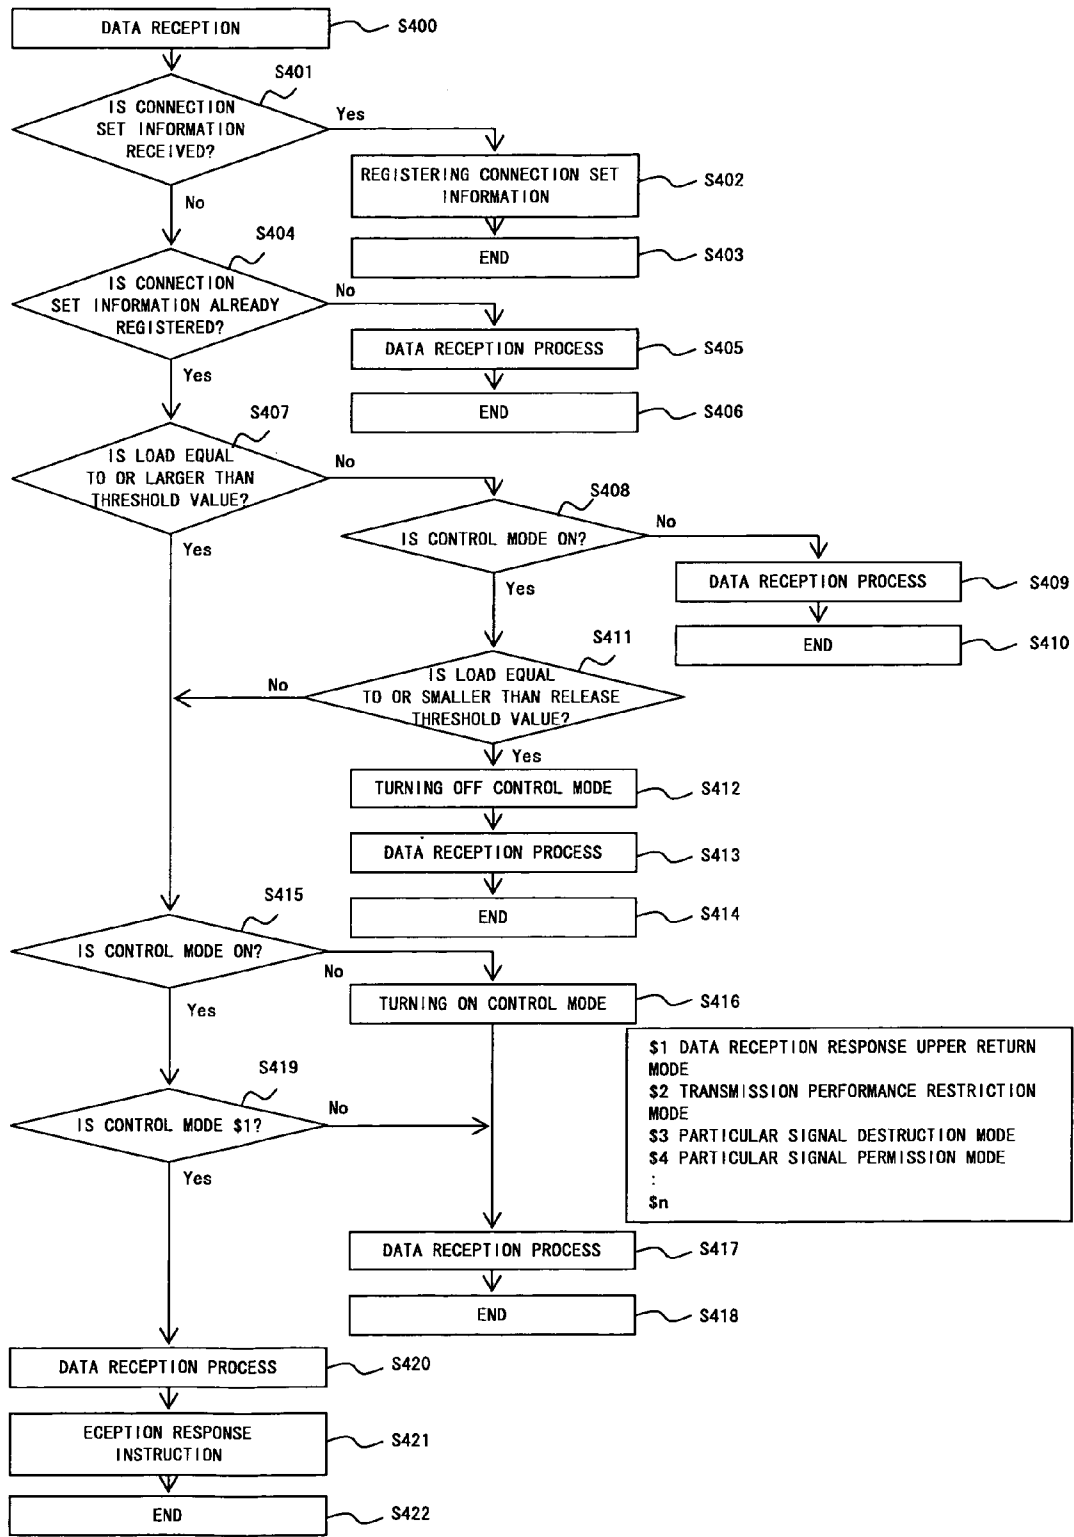 DATA RECEPTION
S400
S401
IS CONNECTION
SET INFORMATION
RECEIVED?
Yes
REGISTERING CONNECTION SET
INFORMATION
S402
No
END
S403
S404
IS CONNECTION
SET INFORMATION ALREADY
REGISTERED?
No
DATA RECEPTION PROCESS
S405
Yes
END
S406
S407
IS LOAD EQUAL
TO OR LARGER THAN
THRESHOLD VALUE?
No
S408
IS CONTROL MODE ON?
No
Yes
DATA RECEPTION PROCESS
S409
Yes
END
S410
S411
IS LOAD EQUAL
TO OR SMALLER THAN RELEASE
THRESHOLD VALUE?
No
Yes
TURNING OFF CONTROL MODE
S412
DATA RECEPTION PROCESS
S413
END
S414
S415
IS CONTROL MODE ON?
No
Yes
TURNING ON CONTROL MODE
S416
$1 DATA RECEPTION RESPONSE UPPER RETURN
MODE
$2 TRANSMISSION PERFORMANCE RESTRICTION
MODE
$3 PARTICULAR SIGNAL DESTRUCTION MODE
$4 PARTICULAR SIGNAL PERMISSION MODE
:
$n
S419
IS CONTROL MODE $1?
No
Yes
DATA RECEPTION PROCESS
S417
END
S418
DATA RECEPTION PROCESS
S420
ECEPTION RESPONSE
INSTRUCTION
S421
END
S422